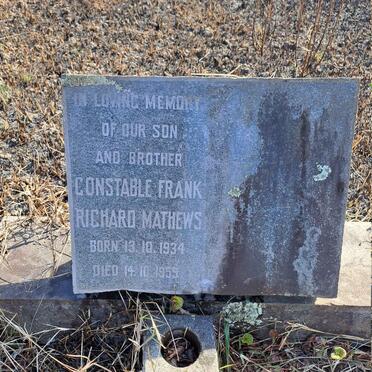 IN LOVING MEMORY
OF OUR SON
AND BROTHER
CONSTABLE FRANK
RICHARD MATHEWS
BORN 13.10.1934
DIED 14.10.1959.